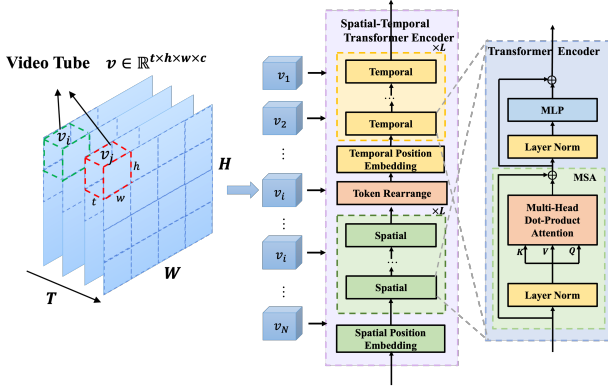 Video Tube v ∈ ℝ^{t×h×w×c}
v_i
v_i
h
t
w
H
W
T
v_1
v_2
⋮
v_i
⋮
v_i
⋮
v_N
Spatial-Temporal
Transformer Encoder
×L
Temporal
...
Temporal
Temporal Position
Embedding
Token Rearrange
×L
Spatial
...
Spatial
Spatial Position
Embedding
Transformer Encoder
MLP
Layer Norm
MSA
Multi-Head
Dot-Product
Attention
K V Q
Layer Norm